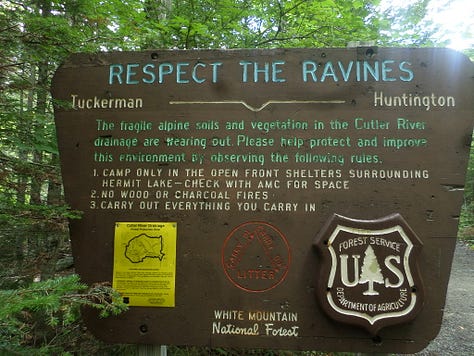 RESPECT THE RAVINES
Tuckerman Huntington
The fragile alpine soils and vegetation in the Cutler River
drainage are wearing out. Please help protect and improve
this environment by observing the following rules.
1. CAMP ONLY IN THE OPEN FRONT SHELTERS SURROUNDING
HERMIT LAKE–CHECK WITH AMC FOR SPACE
2. NO WOOD OR CHARCOAL FIRES
3. CARRY OUT EVERYTHING YOU CARRY IN
Cutler River Drainage
LITTER
FOREST SERVICE
U S
DEPARTMENT OF AGRICULTURE
WHITE MOUNTAIN
National Forest